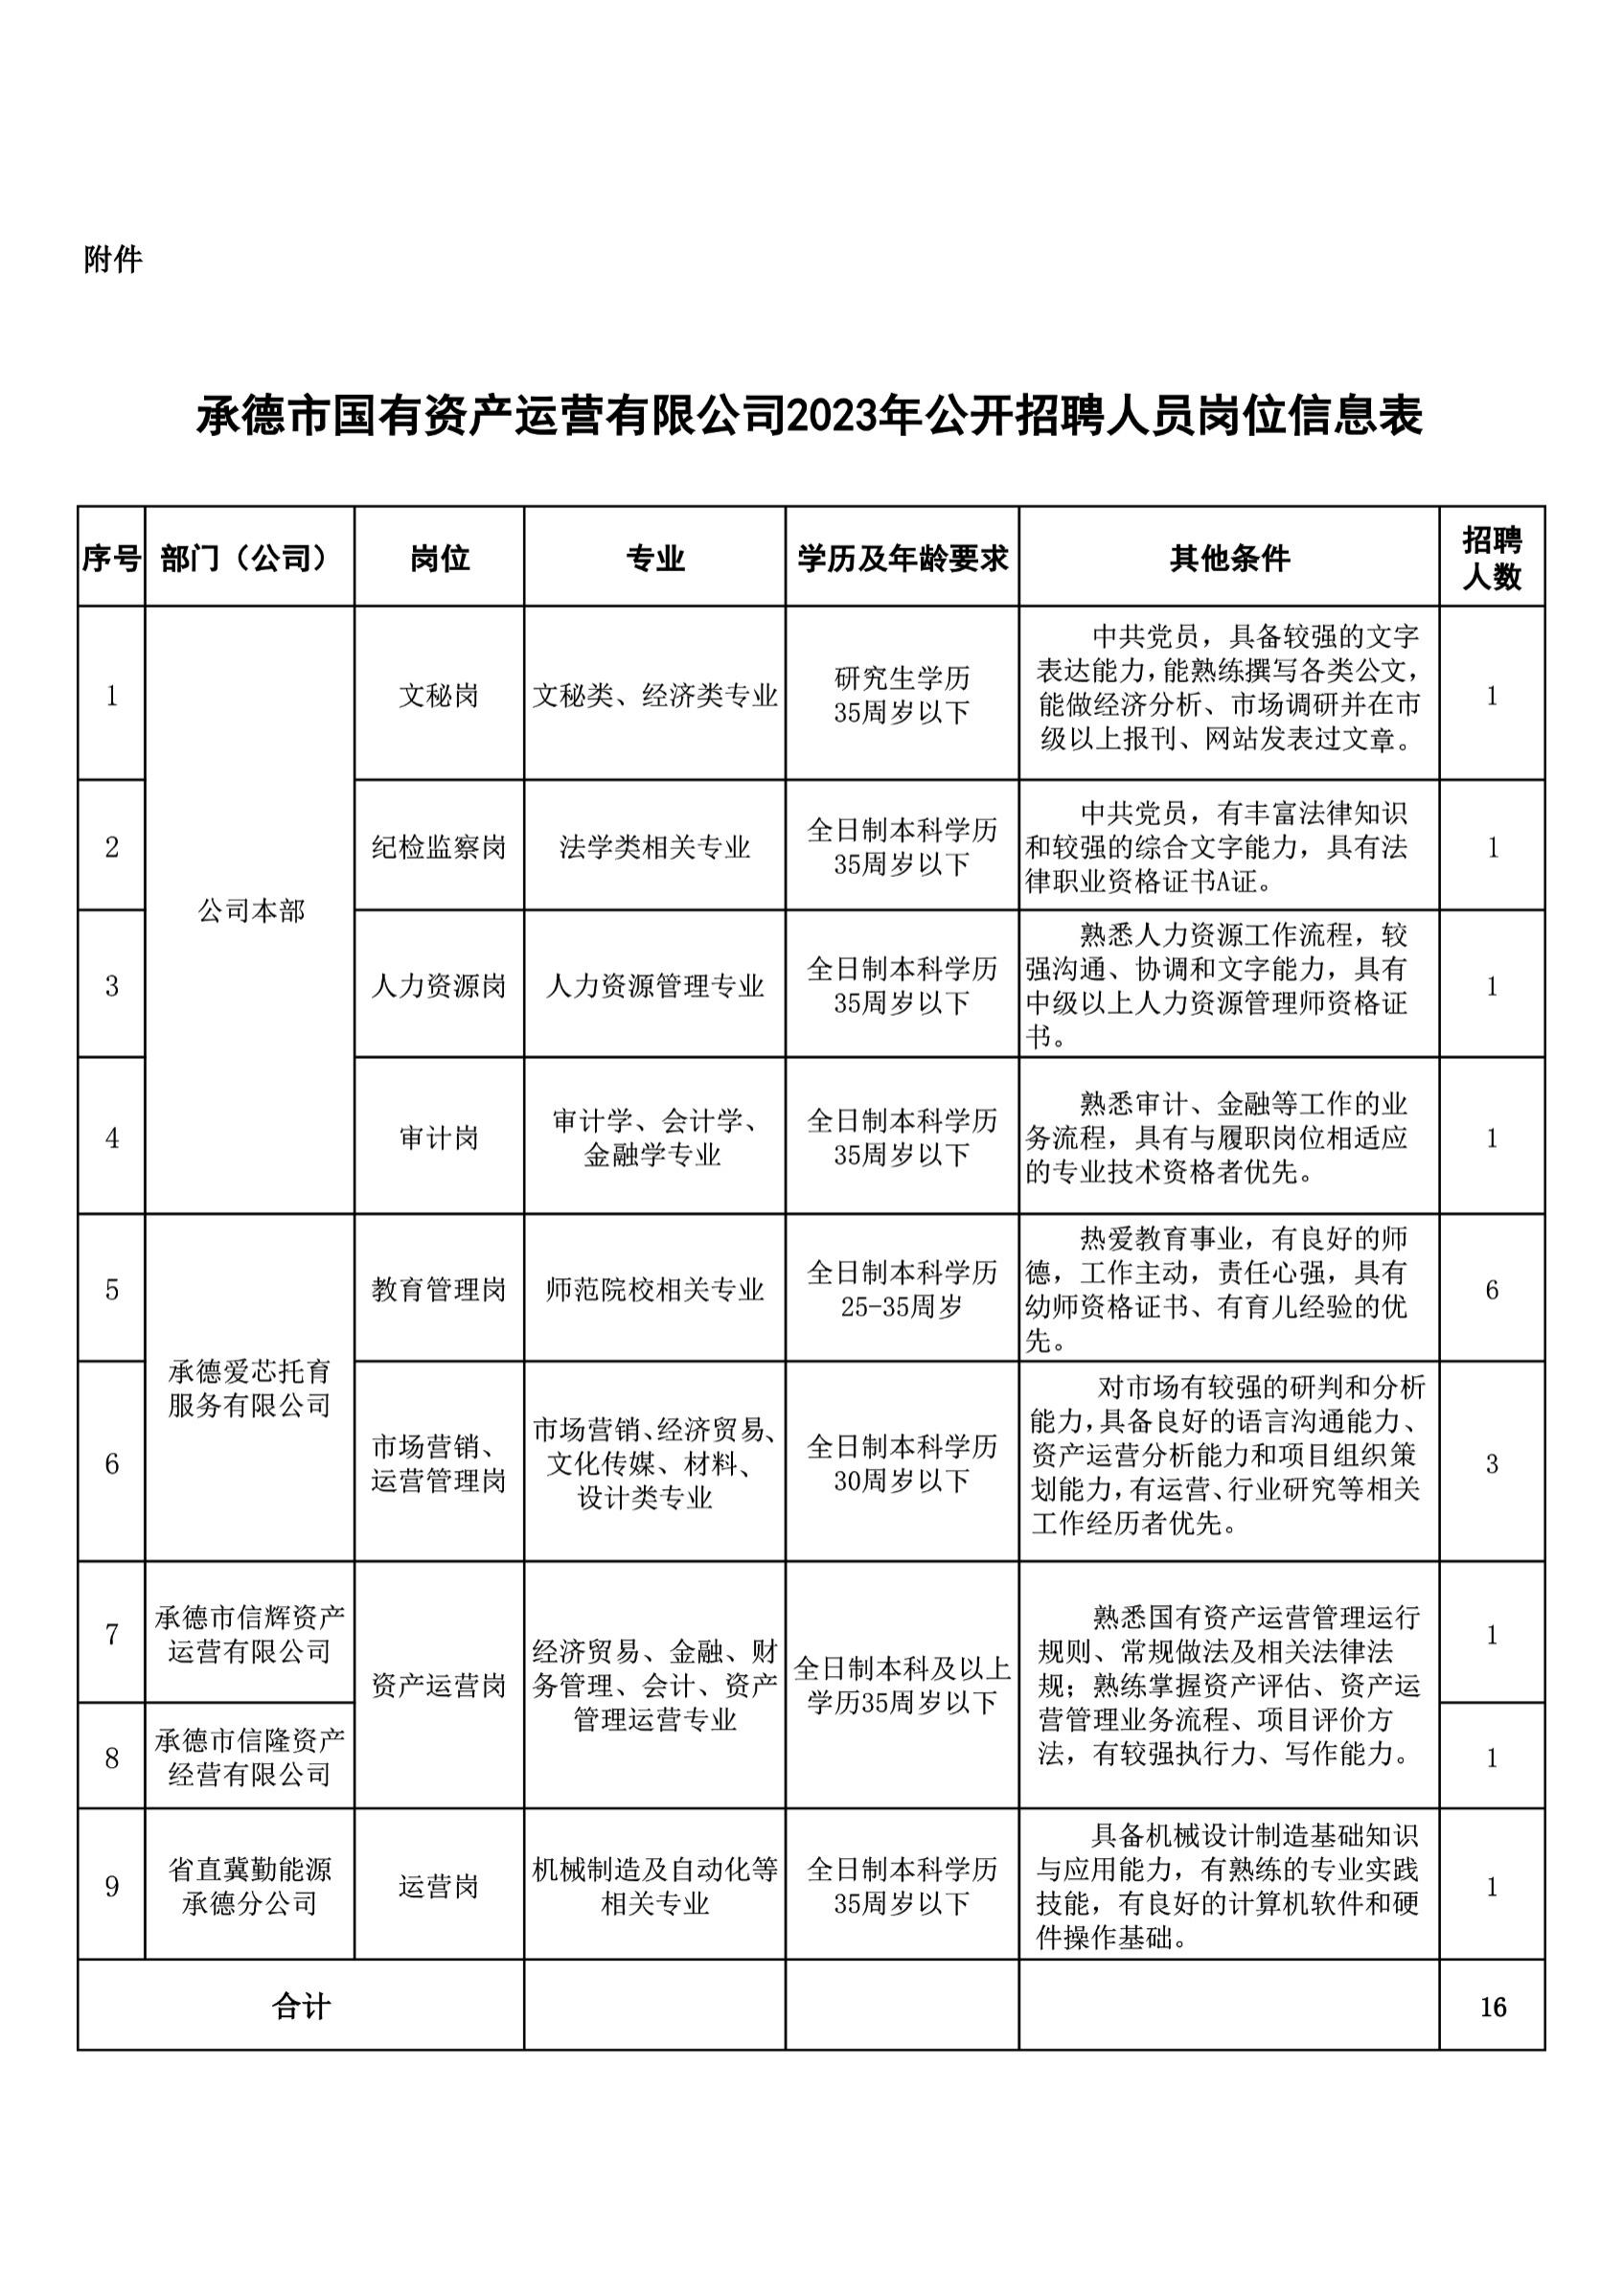 附件
承德市国有资产运营有限公司2023年公开招聘人员岗位信息表
序号 部门（公司） 岗位 专业 学历及年龄要求 其他条件 招聘
人数
1
公司本部
文秘岗
文秘类、经济类专业
研究生学历
35周岁以下
中共党员，具备较强的文字
表达能力,能熟练撰写各类公文，
能做经济分析、市场调研并在市
级以上报刊、网站发表过文章。
1
2
纪检监察岗
法学类相关专业
全日制本科学历
35周岁以下
中共党员，有丰富法律知识
和较强的综合文字能力，具有法
律职业资格证书A证。
1
3
人力资源岗
人力资源管理专业
全日制本科学历
35周岁以下
熟悉人力资源工作流程，较
强沟通、协调和文字能力，具有
中级以上人力资源管理师资格证
书。
1
4
审计岗
审计学、会计学、
金融学专业
全日制本科学历
35周岁以下
熟悉审计、金融等工作的业
务流程，具有与履职岗位相适应
的专业技术资格者优先。
1
5
承德爱芯托育
服务有限公司
教育管理岗
师范院校相关专业
全日制本科学历
25-35周岁
热爱教育事业，有良好的师
德，工作主动，责任心强，具有
幼师资格证书、有育儿经验的优
先。
6
6
市场营销、
运营管理岗
市场营销、经济贸易、
文化传媒、材料、
设计类专业
全日制本科学历
30周岁以下
对市场有较强的研判和分析
能力,具备良好的语言沟通能力、
资产运营分析能力和项目组织策
划能力,有运营、行业研究等相关
工作经历者优先。
3
7
承德市信辉资产
运营有限公司
资产运营岗
经济贸易、金融、财
务管理、会计、资产
管理运营专业
全日制本科及以上
学历35周岁以下
熟悉国有资产运营管理运行
规则、常规做法及相关法律法
规；熟练掌握资产评估、资产运
营管理业务流程、项目评价方
法，有较强执行力、写作能力。
1
8
承德市信隆资产
经营有限公司
1
9
省直冀勤能源
承德分公司
运营岗
机械制造及自动化等
相关专业
全日制本科学历
35周岁以下
具备机械设计制造基础知识
与应用能力，有熟练的专业实践
技能，有良好的计算机软件和硬
件操作基础。
1
合计
16